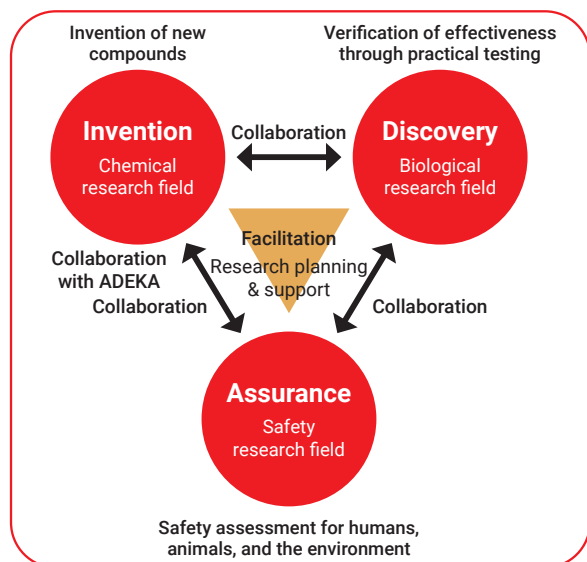 Invention of new
compounds
Verification of effectiveness
through practical testing
Invention
Chemical
research field
Collaboration
Discovery
Biological
research field
Facilitation
Research planning
& support
Collaboration
with ADEKA
Collaboration
Collaboration
Assurance
Safety
research field
Safety assessment for humans,
animals, and the environment